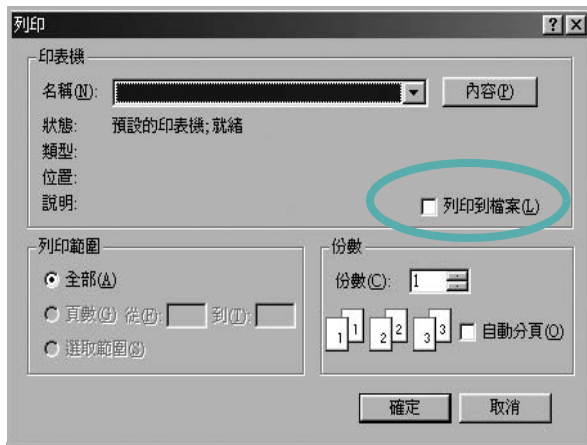 列印
印表機
名稱(N): 內容(P)
狀態: 預設的印表機; 就緒
類型:
位置:
說明: 列印到檔案(L)
列印範圍
全部(A)
頁數(G) 從(F): 到(T):
選取範圍(S)
份數
份數(C): 1
1 1 2 2 3 3 自動分頁(O)
確定 取消